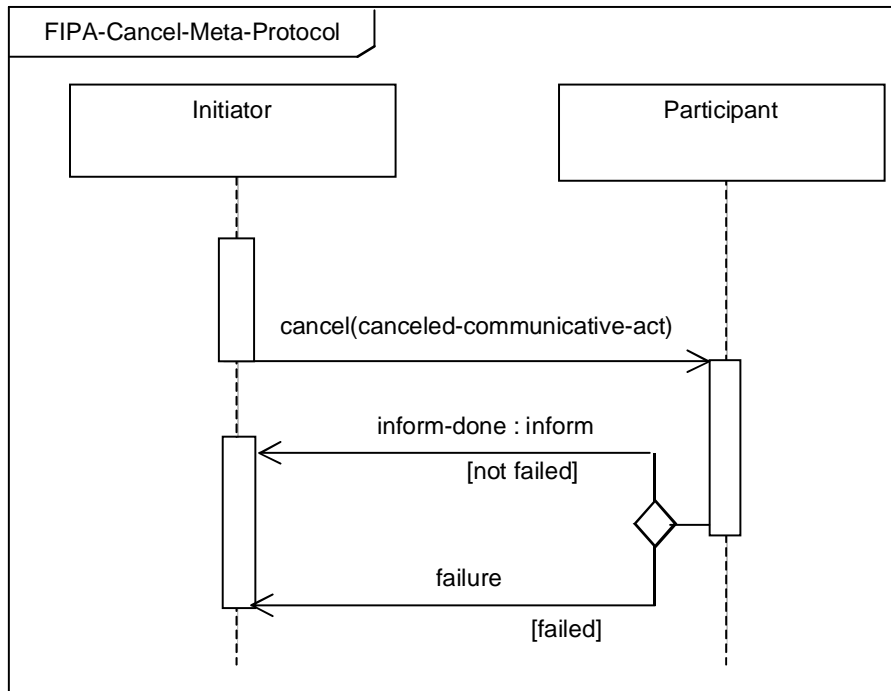 FIPA-Cancel-Meta-Protocol
Initiator
Participant
cancel(canceled-communicative-act)
inform-done : inform
[not failed]
failure
[failed]